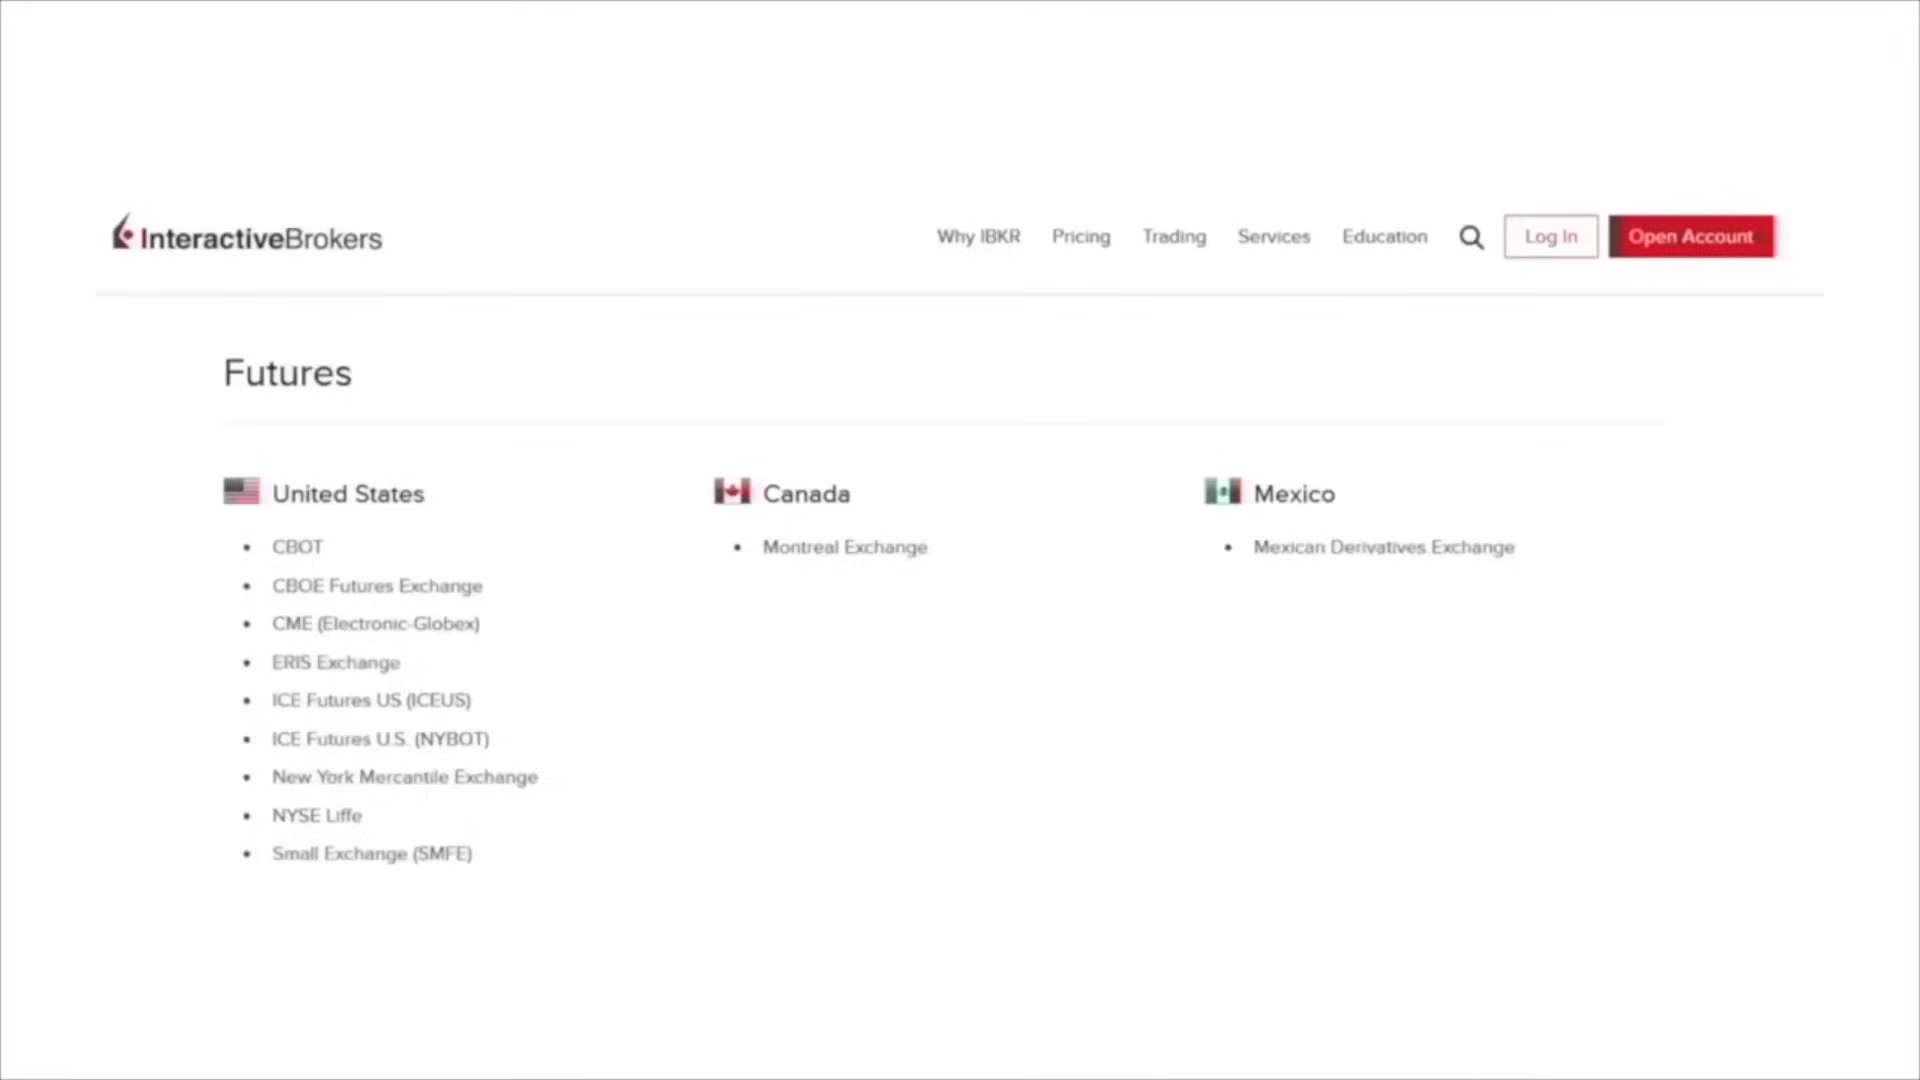 InteractiveBrokers
Why IBKR Pricing Trading Services Education Log In Open Account
Futures
United States
CBOT
CBOE Futures Exchange
CME (Electronic-Globex)
ERIS Exchange
ICE Futures US (ICEUS)
ICE Futures U.S. (NYBOT)
New York Mercantile Exchange
NYSE Liffe
Small Exchange (SMFE)
Canada
Montreal Exchange
Mexico
Mexican Derivatives Exchange